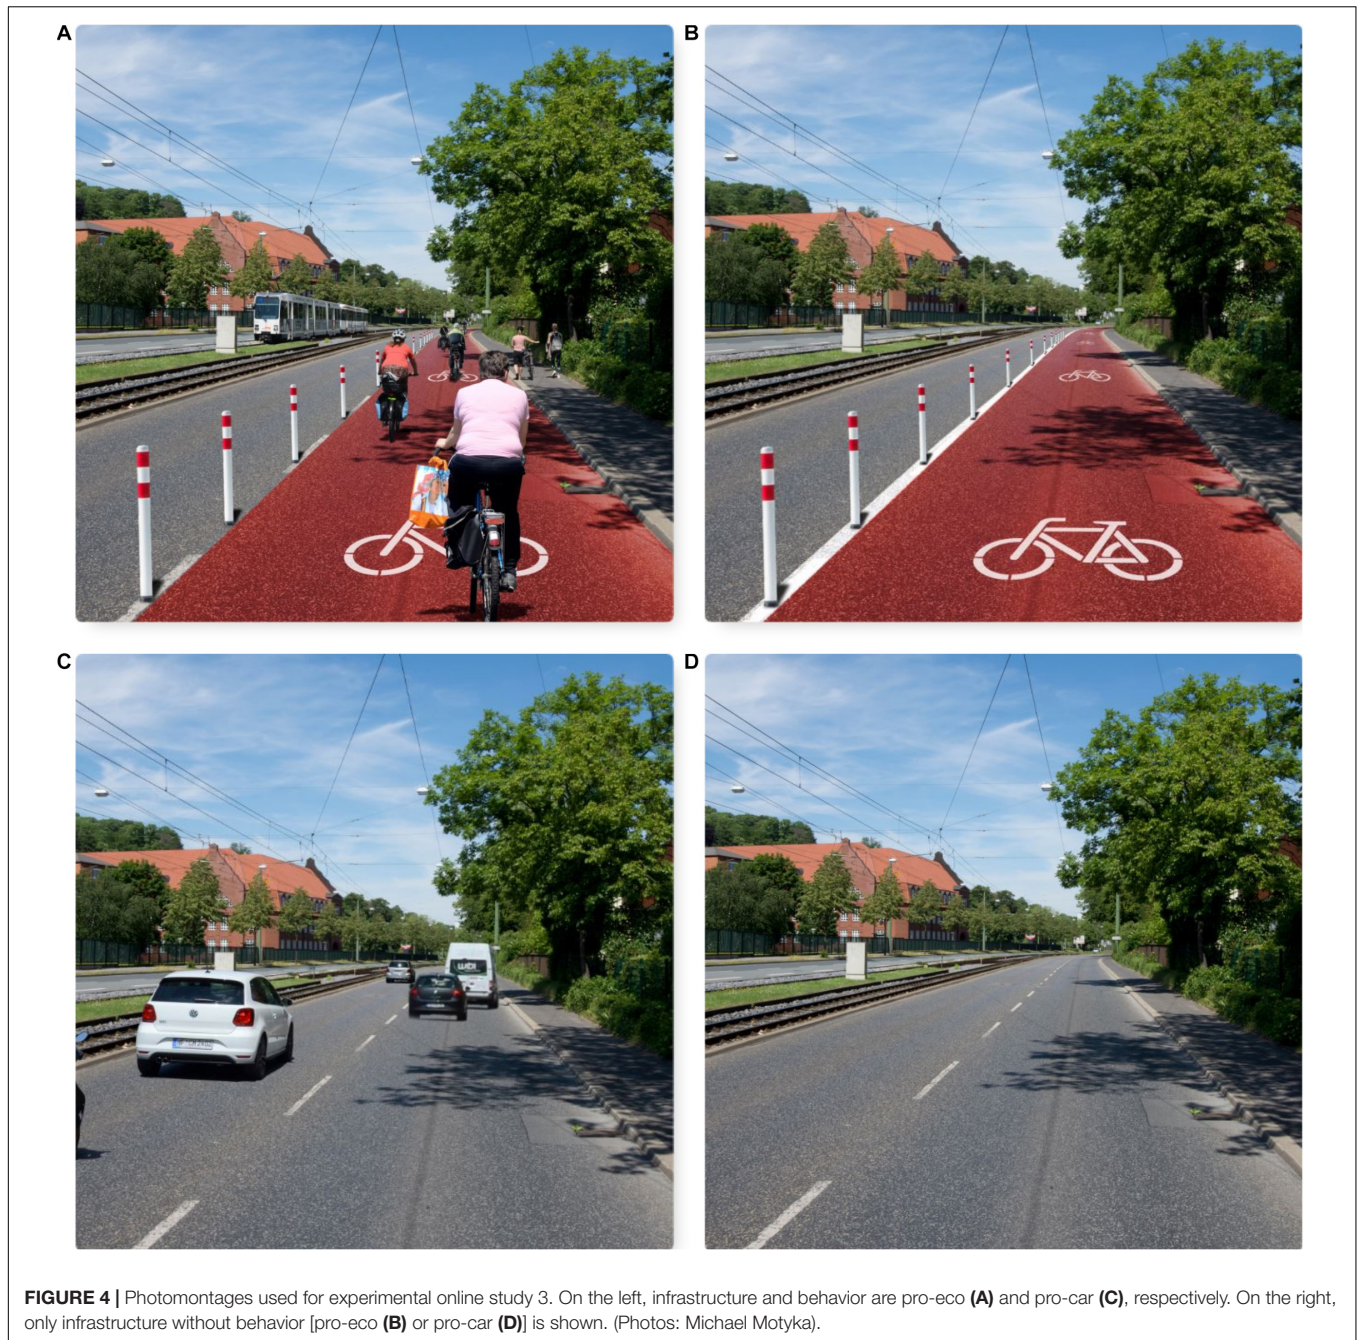 A
B
C
D
FIGURE 4 | Photomontages used for experimental online study 3. On the left, infrastructure and behavior are pro-eco (A) and pro-car (C), respectively. On the right,
only infrastructure without behavior [pro-eco (B) or pro-car (D)] is shown. (Photos: Michael Motyka).